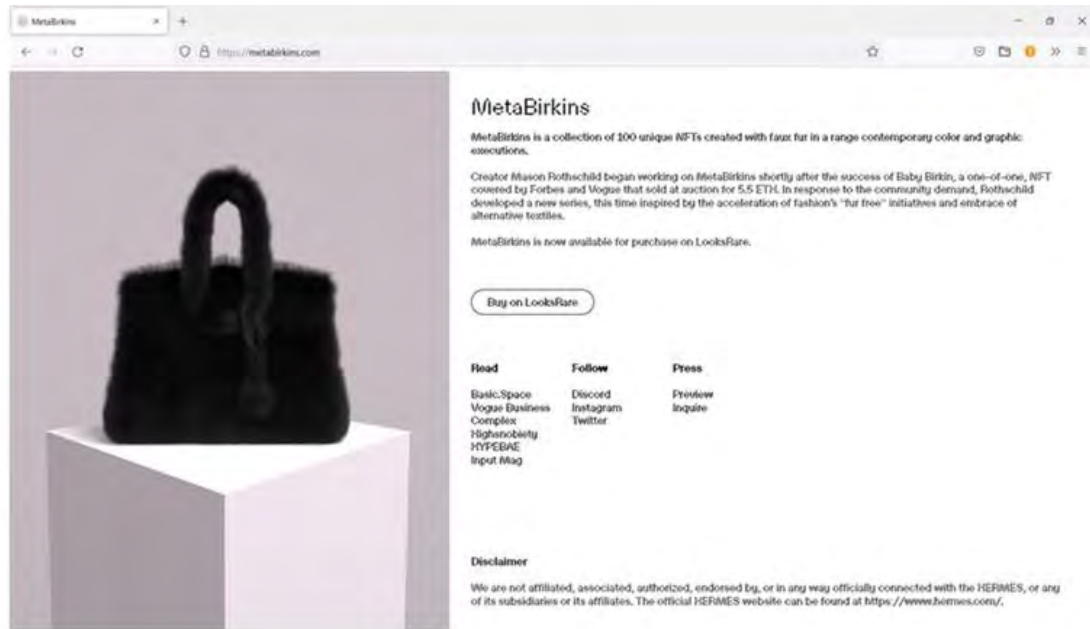 MetaBirkins
https://metabirkins.com
MetaBirkins
MetaBirkins is a collection of 100 unique NFTs created with faux fur in a range contemporary color and graphic
executions.
Creator Mason Rothschild began working on MetaBirkins shortly after the success of Baby Birkin, a one-of-one, NFT
covered by Forbes and Vogue that sold at auction for 5.5 ETH. In response to the community demand, Rothschild
developed a new series, this time inspired by the acceleration of fashion's "fur free" initiatives and embrace of
alternative textiles.
MetaBirkins is now available for purchase on LooksRare.
Buy on LooksRare
Read
Basic.Space
Vogue Business
Complex
Highsnobiety
HYPEBAE
Input Mag
Follow
Discord
Instagram
Twitter
Press
Preview
Inquire
Disclaimer
We are not affiliated, associated, authorized, endorsed by, or in any way officially connected with the HERMES, or any
of its subsidiaries or its affiliates. The official HERMES website can be found at https://www.hermes.com/.